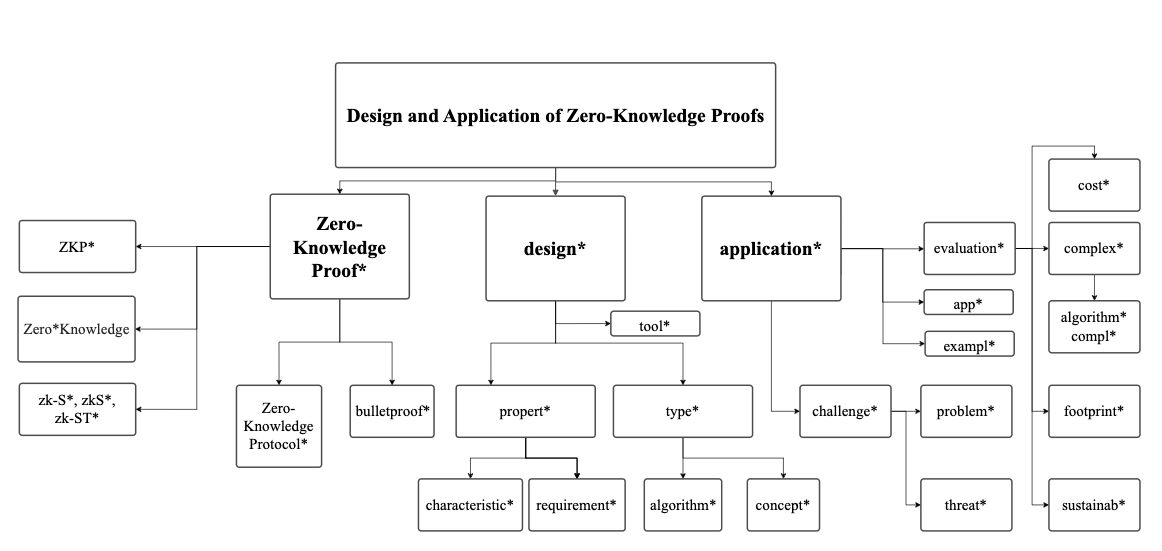 Design and Application of Zero-Knowledge Proofs
Zero-
Knowledge
Proof*
design*
application*
ZKP*
Zero*Knowledge
zk-S*, zkS*,
zk-ST*
Zero-
Knowledge
Protocol*
bulletproof*
tool*
propert*
type*
characteristic*
requirement*
algorithm*
concept*
evaluation*
app*
exampl*
challenge*
problem*
threat*
cost*
complex*
algorithm*
compl*
footprint*
sustainab*